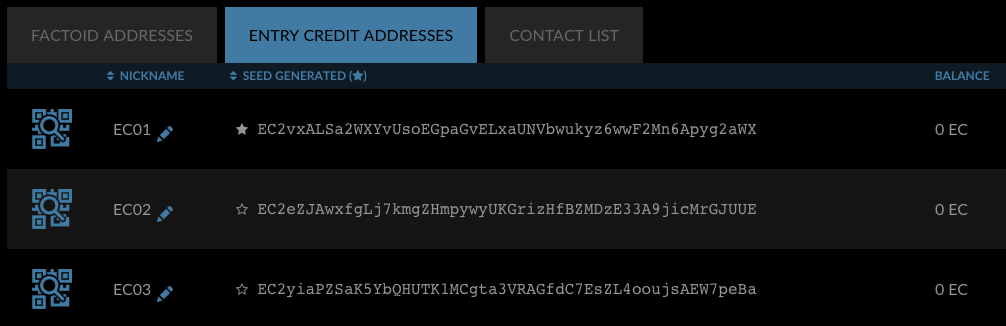 FACTOID ADDRESSES ENTRY CREDIT ADDRESSES CONTACT LIST
NICKNAME SEED GENERATED (★) BALANCE
EC01 ★ EC2vxALSa2WXYvUsoEGpaGvELxaUNVbwukyz6wwF2Mn6Apyg2aWX 0 EC
EC02 ☆ EC2eZJAwxfgLj7kmgZHmpywyUKGrizHfBZMDzE33A9jicMrGJUUE 0 EC
EC03 ☆ EC2yiaPZSaK5YbQHUTK1MCgta3VRAGfdC7EsZL4ooujsAEW7peBa 0 EC